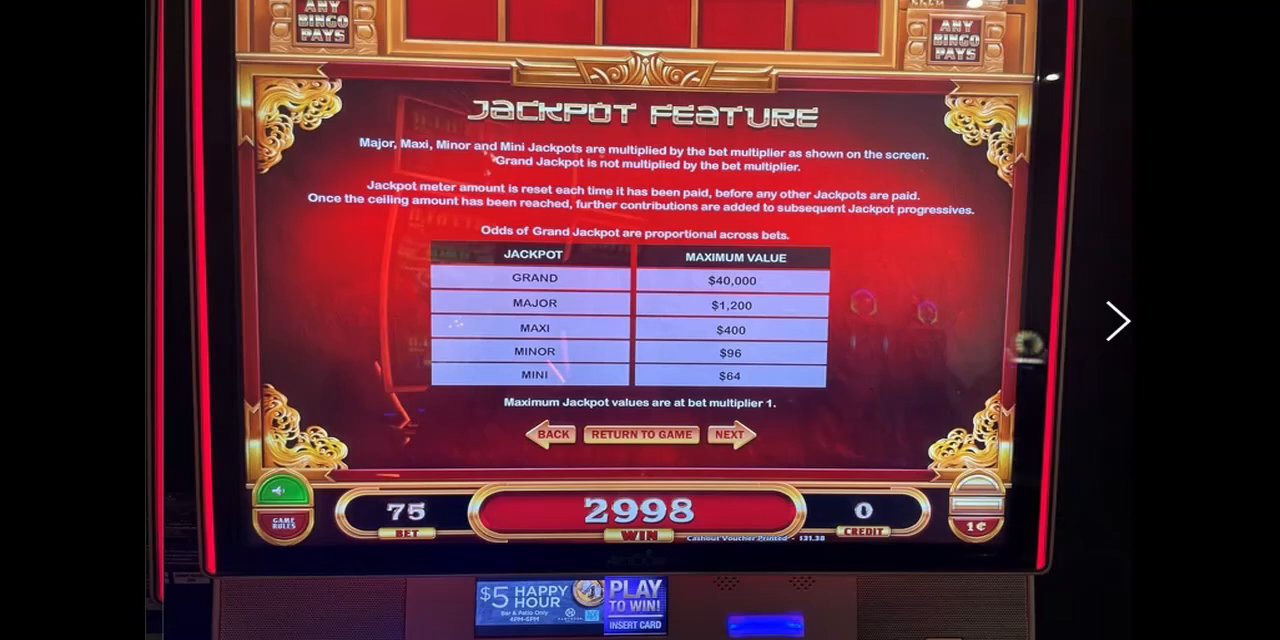 ANY
BINGO
PAYS
ANY
BINGO
PAYS
JACKPOT FEATURE
Major, Maxi, Minor and Mini Jackpots are multiplied by the bet multiplier as shown on the screen.
Grand Jackpot is not multiplied by the bet multiplier.
Jackpot meter amount is reset each time it has been paid, before any other Jackpots are paid.
Once the ceiling amount has been reached, further contributions are added to subsequent Jackpot progressives.
Odds of Grand Jackpot are proportional across bets.
JACKPOT MAXIMUM VALUE
GRAND $40,000
MAJOR $1,200
MAXI $400
MINOR $96
MINI $64
Maximum Jackpot values are at bet multiplier 1.
BACK RETURN TO GAME NEXT
75 2998 0
BET WIN CREDIT
GAME
RULES
1¢
Cashout Voucher Printed - $31.38
$5 HAPPY
HOUR
Bar & Patio Only
4PM-6PM
PLAY
TO WIN!
INSERT CARD